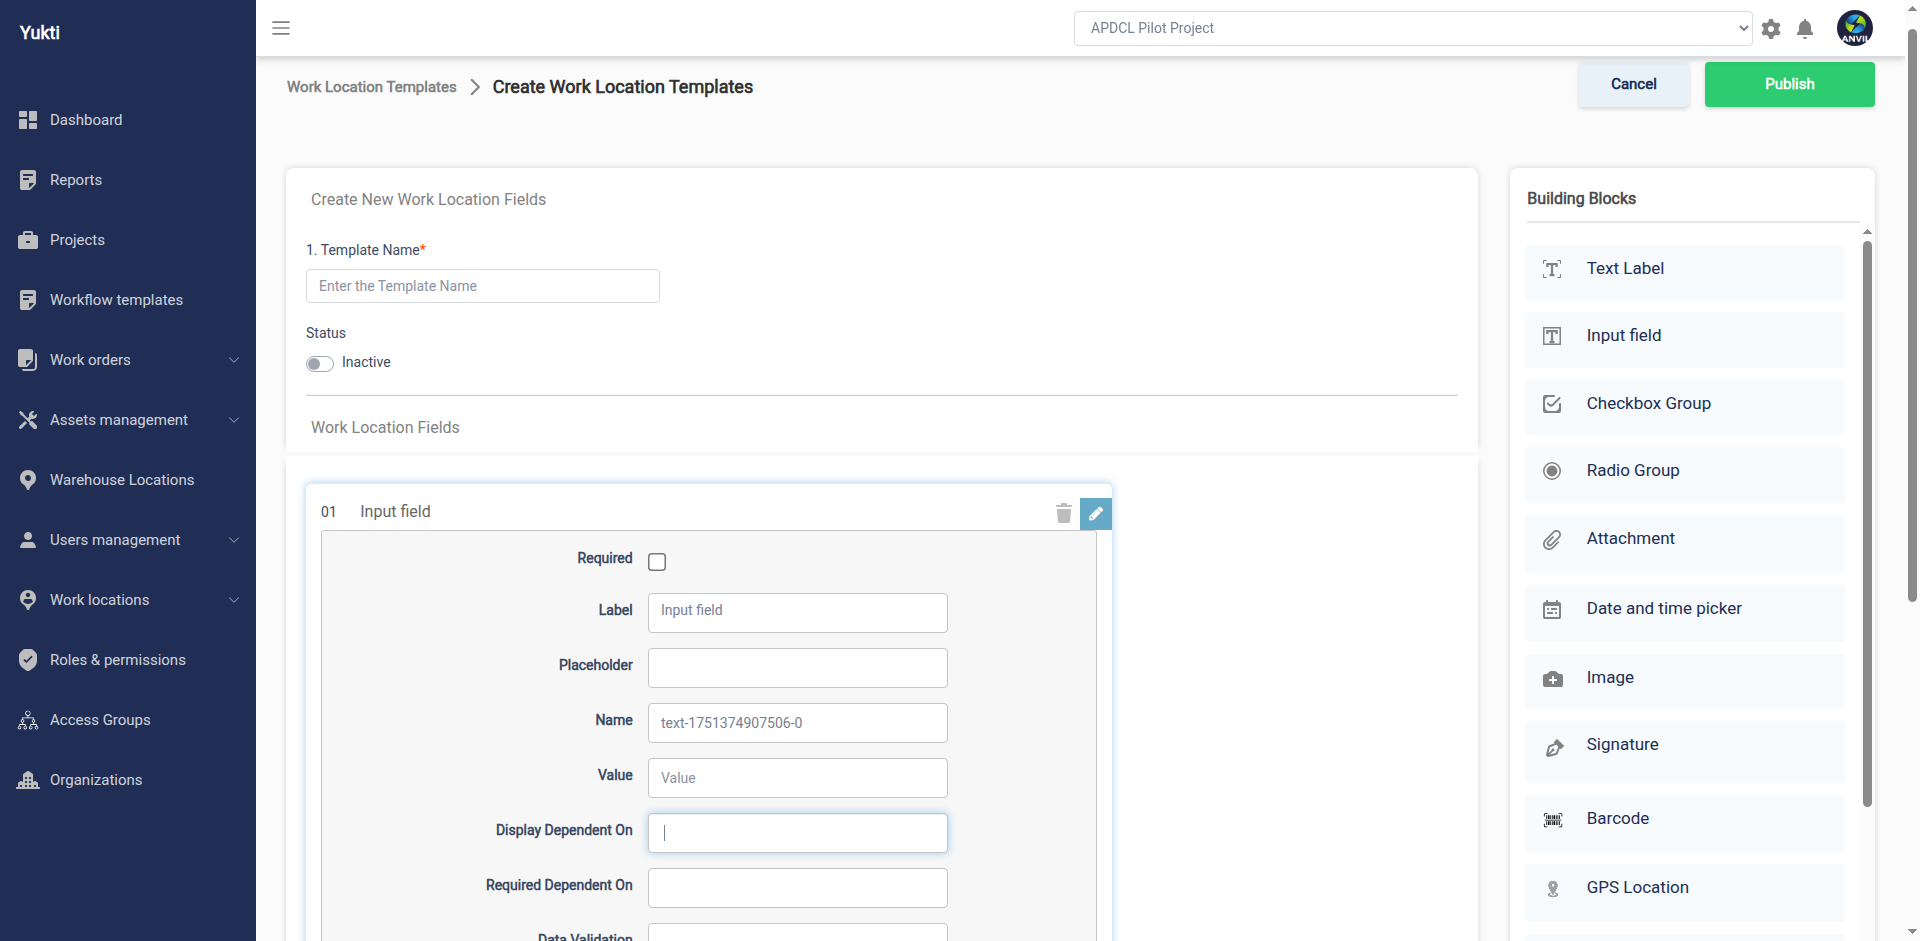 Yukti
APDCL Pilot Project
ANVIL
Work Location Templates
Create Work Location Templates
Cancel
Publish
Dashboard
Reports
Projects
Workflow templates
Work orders
Assets management
Warehouse Locations
Users management
Work locations
Roles & permissions
Access Groups
Organizations
Create New Work Location Fields
1. Template Name*
Enter the Template Name
Status
Inactive
Work Location Fields
01 Input field
Required
Label Input field
Placeholder
Name text-1751374907506-0
Value Value
Display Dependent On
Required Dependent On
Data Validation
Building Blocks
Text Label
Input field
Checkbox Group
Radio Group
Attachment
Date and time picker
Image
Signature
Barcode
GPS Location